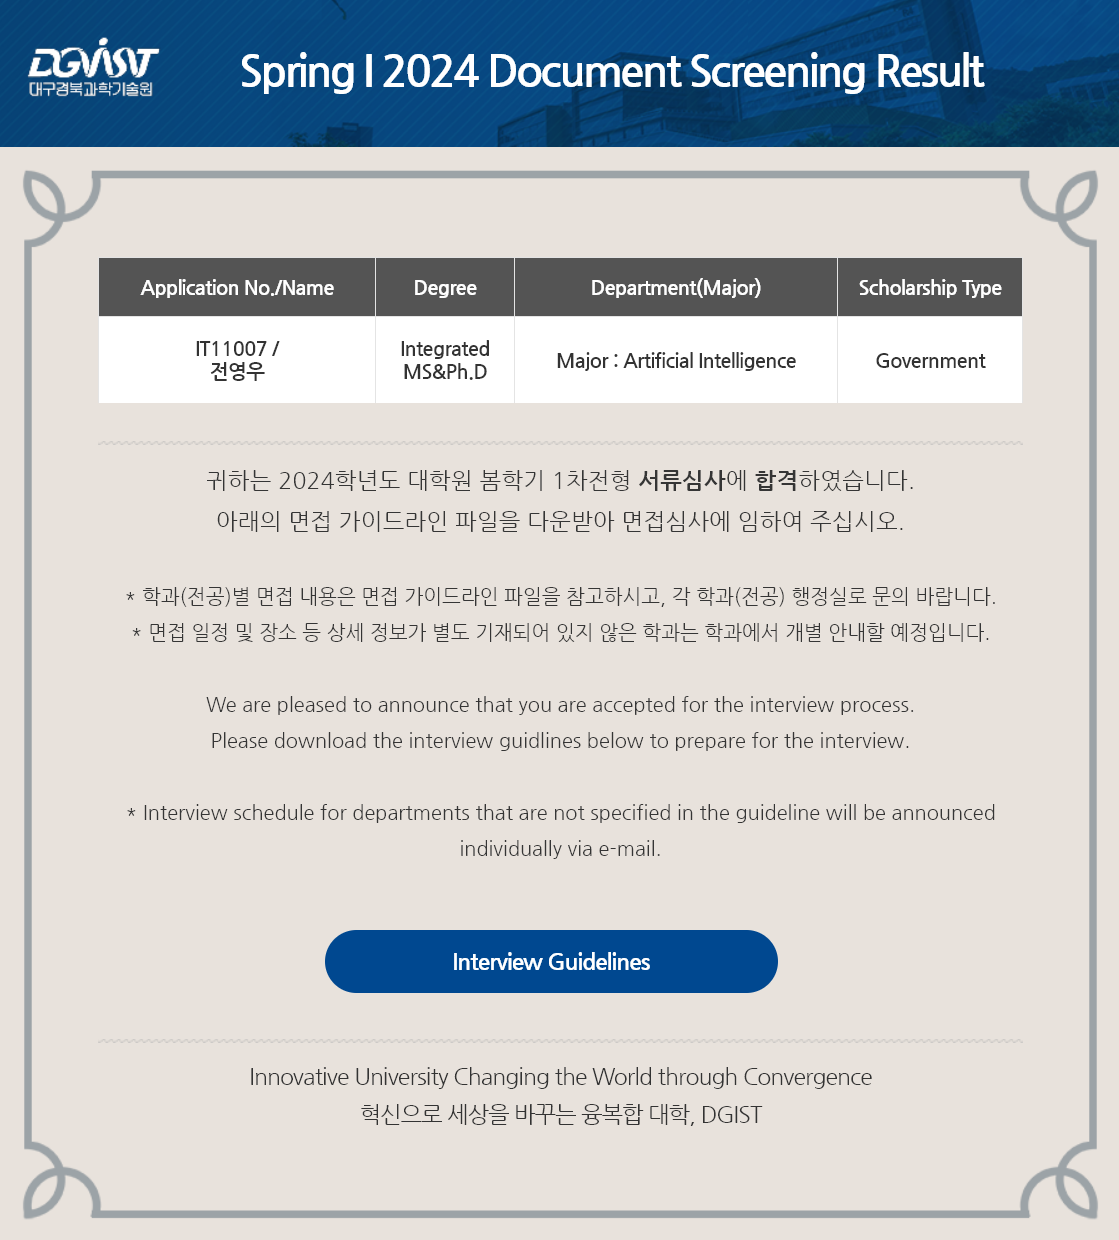 DGIST
대구경북과학기술원
Spring I 2024 Document Screening Result
Application No./Name
Degree
Department(Major)
Scholarship Type
IT11007 /
전영우
Integrated
MS&Ph.D
Major : Artificial Intelligence
Government
귀하는 2024학년도 대학원 봄학기 1차전형 서류심사에 합격하였습니다.
아래의 면접 가이드라인 파일을 다운받아 면접심사에 임하여 주십시오.
* 학과(전공)별 면접 내용은 면접 가이드라인 파일을 참고하시고, 각 학과(전공) 행정실로 문의 바랍니다.
* 면접 일정 및 장소 등 상세 정보가 별도 기재되어 있지 않은 학과는 학과에서 개별 안내할 예정입니다.
We are pleased to announce that you are accepted for the interview process.
Please download the interview guidlines below to prepare for the interview.
* Interview schedule for departments that are not specified in the guideline will be announced
individually via e-mail.
Interview Guidelines
Innovative University Changing the World through Convergence
혁신으로 세상을 바꾸는 융복합 대학, DGIST